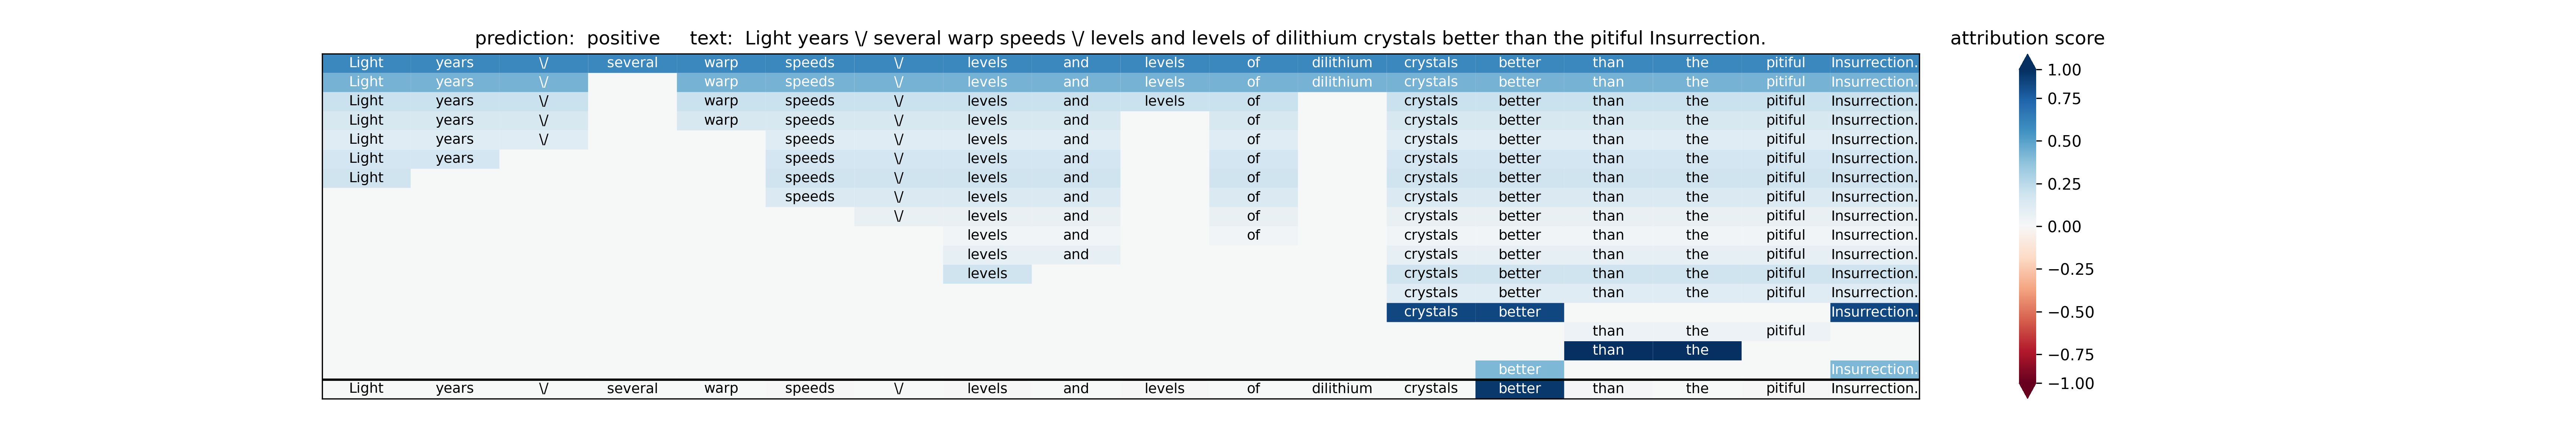 prediction: positive text: Light years \/ several warp speeds \/ levels and levels of dilithium crystals better than the pitiful Insurrection. attribution score
Light years \/ several warp speeds \/ levels and levels of dilithium crystals better than the pitiful Insurrection.
Light years \/ warp speeds \/ levels and levels of dilithium crystals better than the pitiful Insurrection.
Light years \/ warp speeds \/ levels and levels of crystals better than the pitiful Insurrection.
Light years \/ warp speeds \/ levels and of crystals better than the pitiful Insurrection.
Light years \/ speeds \/ levels and of crystals better than the pitiful Insurrection.
Light years speeds \/ levels and of crystals better than the pitiful Insurrection.
Light speeds \/ levels and of crystals better than the pitiful Insurrection.
speeds \/ levels and of crystals better than the pitiful Insurrection.
\/ levels and of crystals better than the pitiful Insurrection.
levels and of crystals better than the pitiful Insurrection.
levels and crystals better than the pitiful Insurrection.
levels crystals better than the pitiful Insurrection.
crystals better than the pitiful Insurrection.
crystals better Insurrection.
than the pitiful
than the
better Insurrection.
Light years \/ several warp speeds \/ levels and levels of dilithium crystals better than the pitiful Insurrection.
1.00
0.75
0.50
0.25
0.00
−0.25
−0.50
−0.75
−1.00